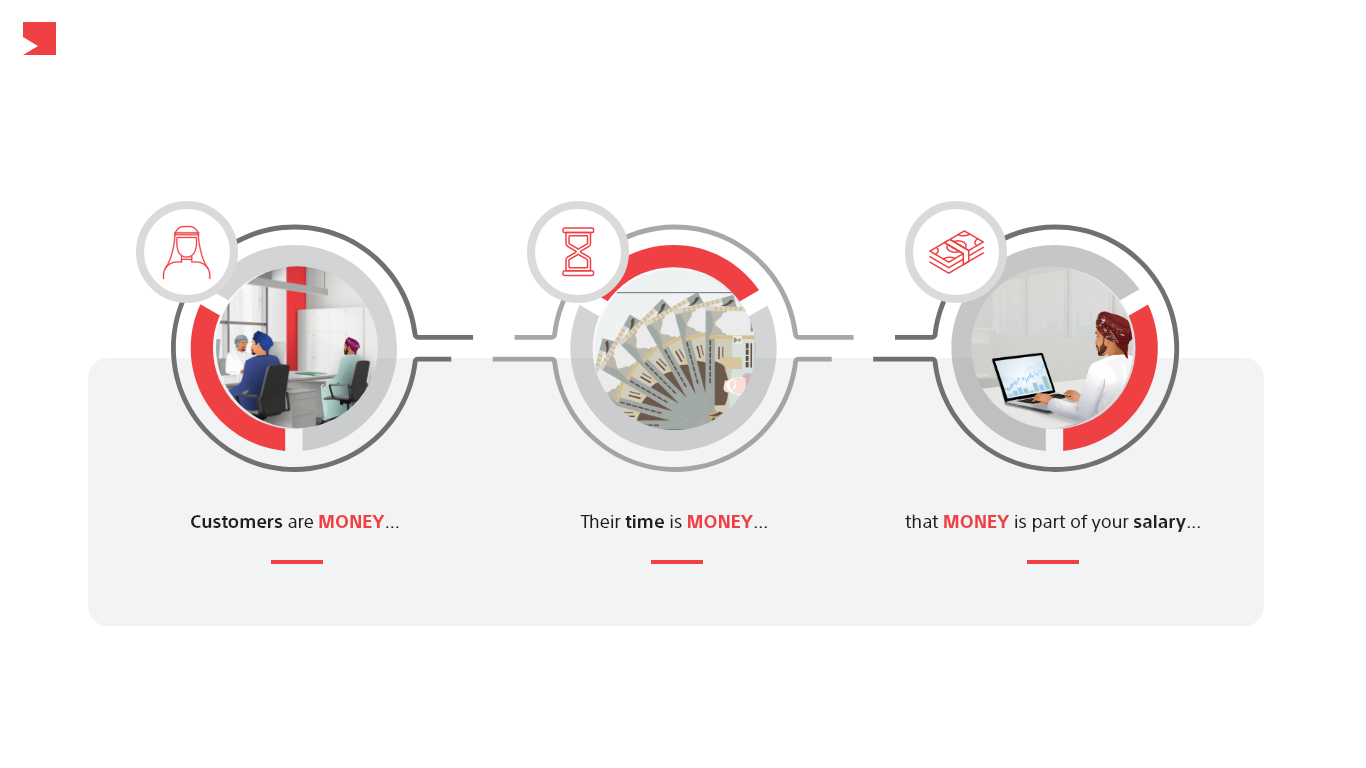 Customers are MONEY...
Their time is MONEY...
that MONEY is part of your salary...